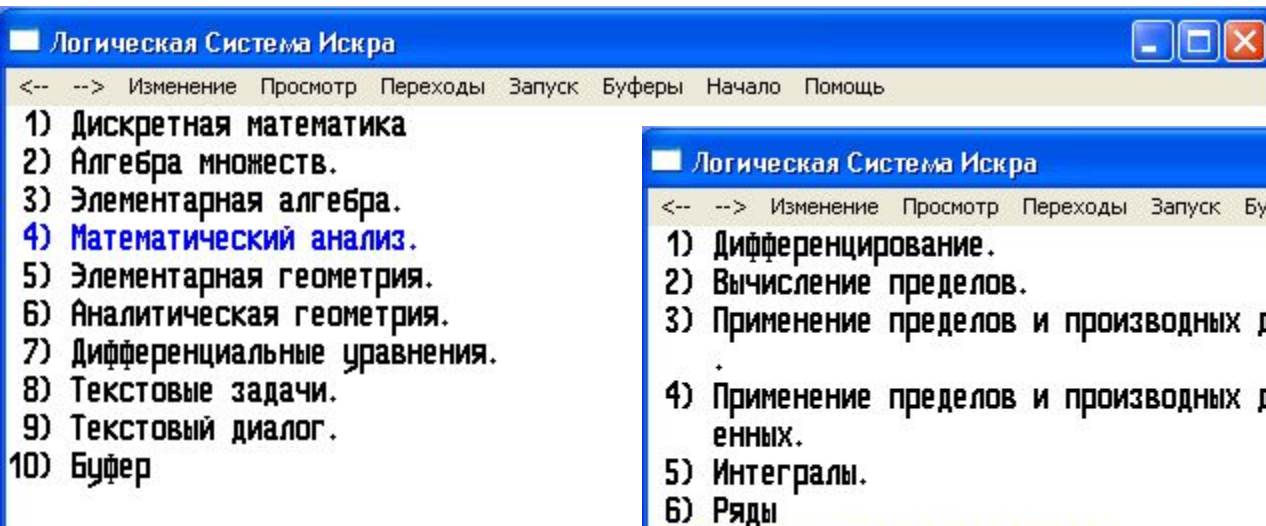 Логическая Система Искра
<-- --> Изменение Просмотр Переходы Запуск Буферы Начало Помощь
1) Дискретная математика
2) Алгебра множеств.
3) Элементарная алгебра.
4) Математический анализ.
5) Элементарная геометрия.
6) Аналитическая геометрия.
7) Дифференциальные уравнения.
8) Текстовые задачи.
9) Текстовый диалог.
10) Буфер
Логическая Система Искра
<-- --> Изменение Просмотр Переходы Запуск
1) Дифференцирование.
2) Вычисление пределов.
3) Применение пределов и производных
.
4) Применение пределов и производных
енных.
5) Интегралы.
6) Ряды